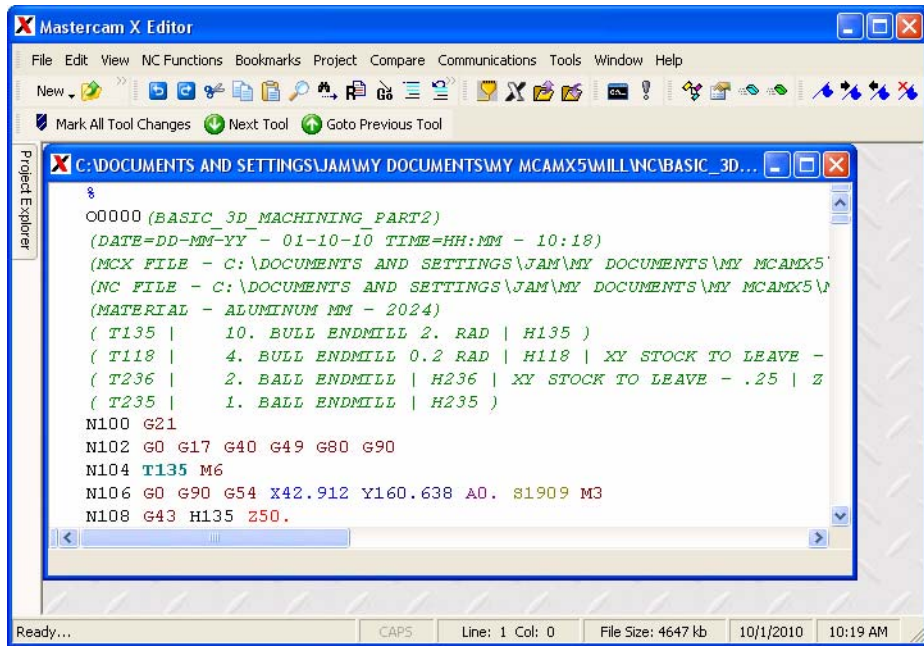 Mastercam X Editor
File Edit View NC Functions Bookmarks Project Compare Communications Tools Window Help
New
Mark All Tool Changes Next Tool Goto Previous Tool
Project Explorer
C:\DOCUMENTS AND SETTINGS\JAM\MY DOCUMENTS\MY MCAMX5\MILL\NC\BASIC_3D...
%
O0000 (BASIC_3D_MACHINING_PART2)
(DATE=DD-MM-YY - 01-10-10 TIME=HH:MM - 10:18)
(MCX FILE - C:\DOCUMENTS AND SETTINGS\JAM\MY DOCUMENTS\MY MCAMX5\
(NC FILE - C:\DOCUMENTS AND SETTINGS\JAM\MY DOCUMENTS\MY MCAMX5\M
(MATERIAL - ALUMINUM MM - 2024)
( T135 | 10. BULL ENDMILL 2. RAD | H135 )
( T118 | 4. BULL ENDMILL 0.2 RAD | H118 | XY STOCK TO LEAVE -
( T236 | 2. BALL ENDMILL | H236 | XY STOCK TO LEAVE - .25 | Z
( T235 | 1. BALL ENDMILL | H235 )
N100 G21
N102 G0 G17 G40 G49 G80 G90
N104 T135 M6
N106 G0 G90 G54 X42.912 Y160.638 A0. S1909 M3
N108 G43 H135 Z50.
Ready... CAPS Line: 1 Col: 0 File Size: 4647 kb 10/1/2010 10:19 AM